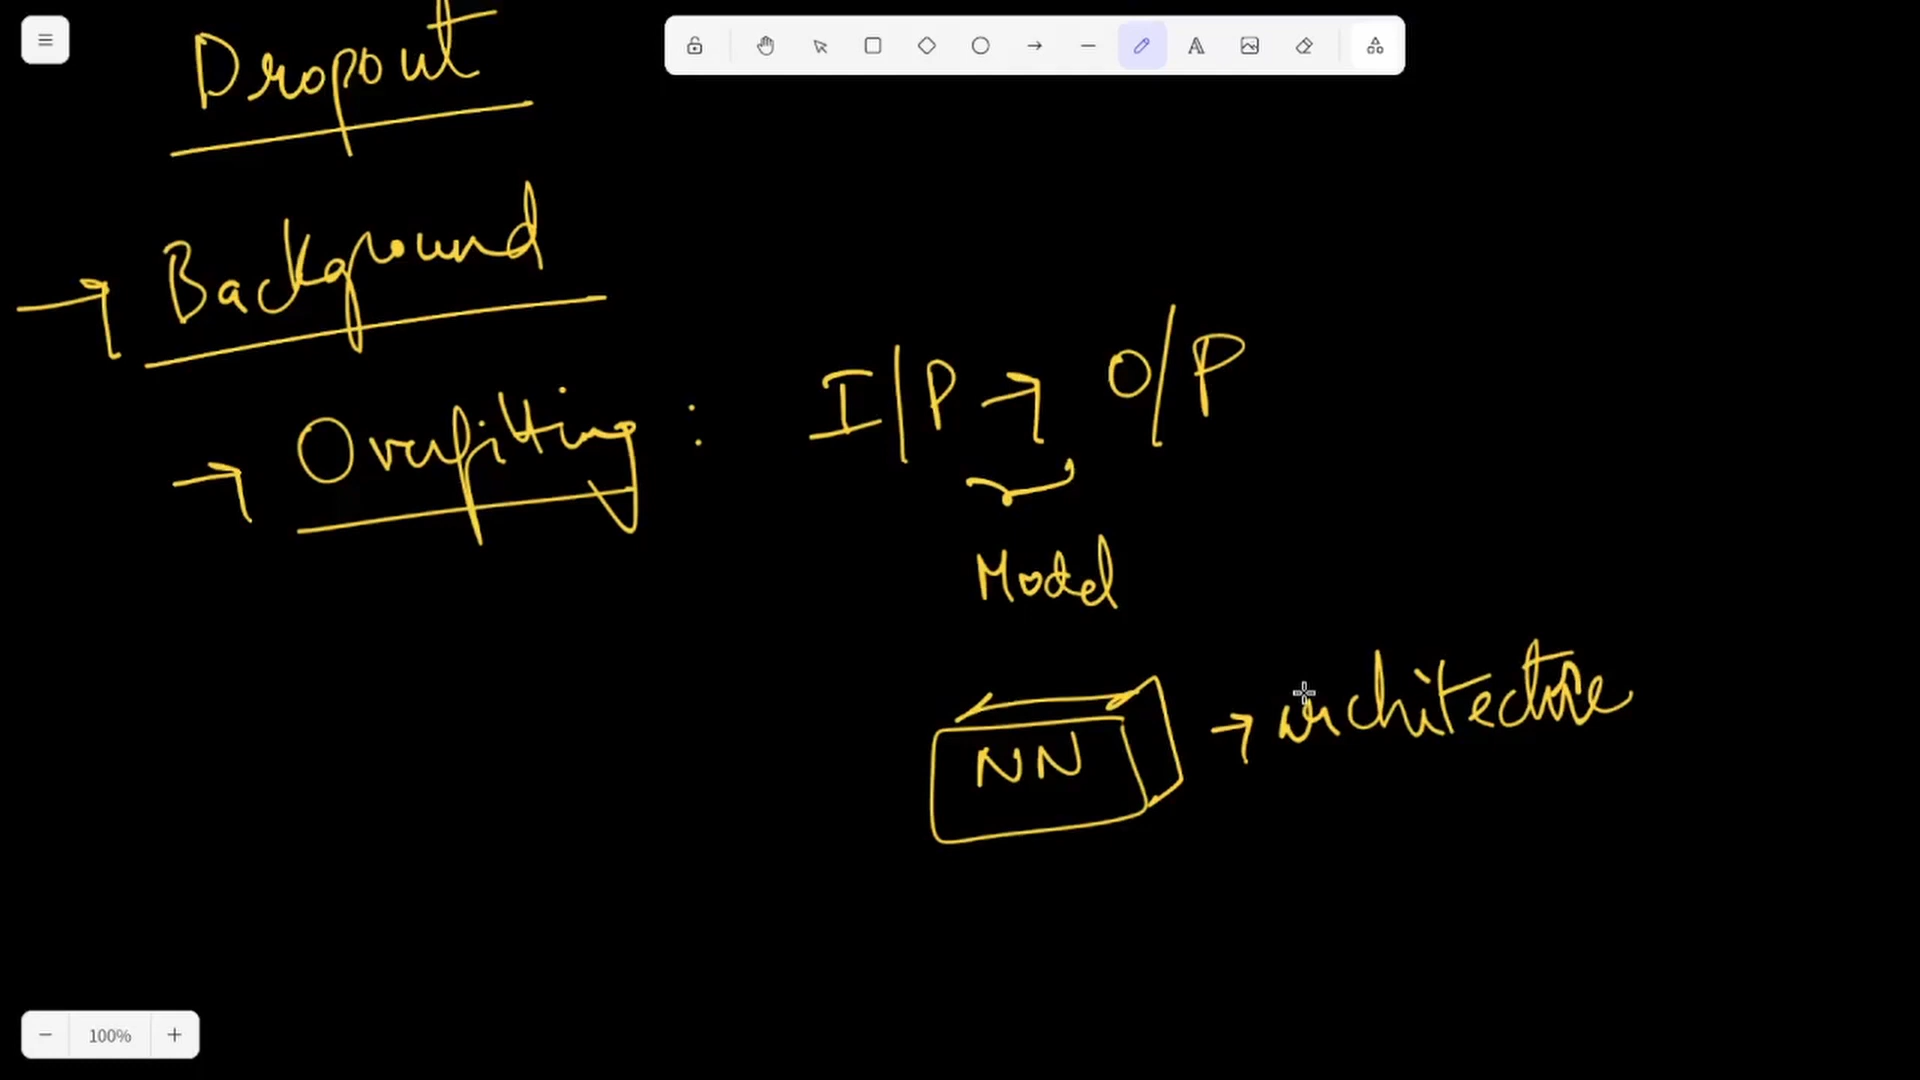 Dropout
→ Background
→ Overfitting : I/P → O/P
Model
NN → architecture
100%